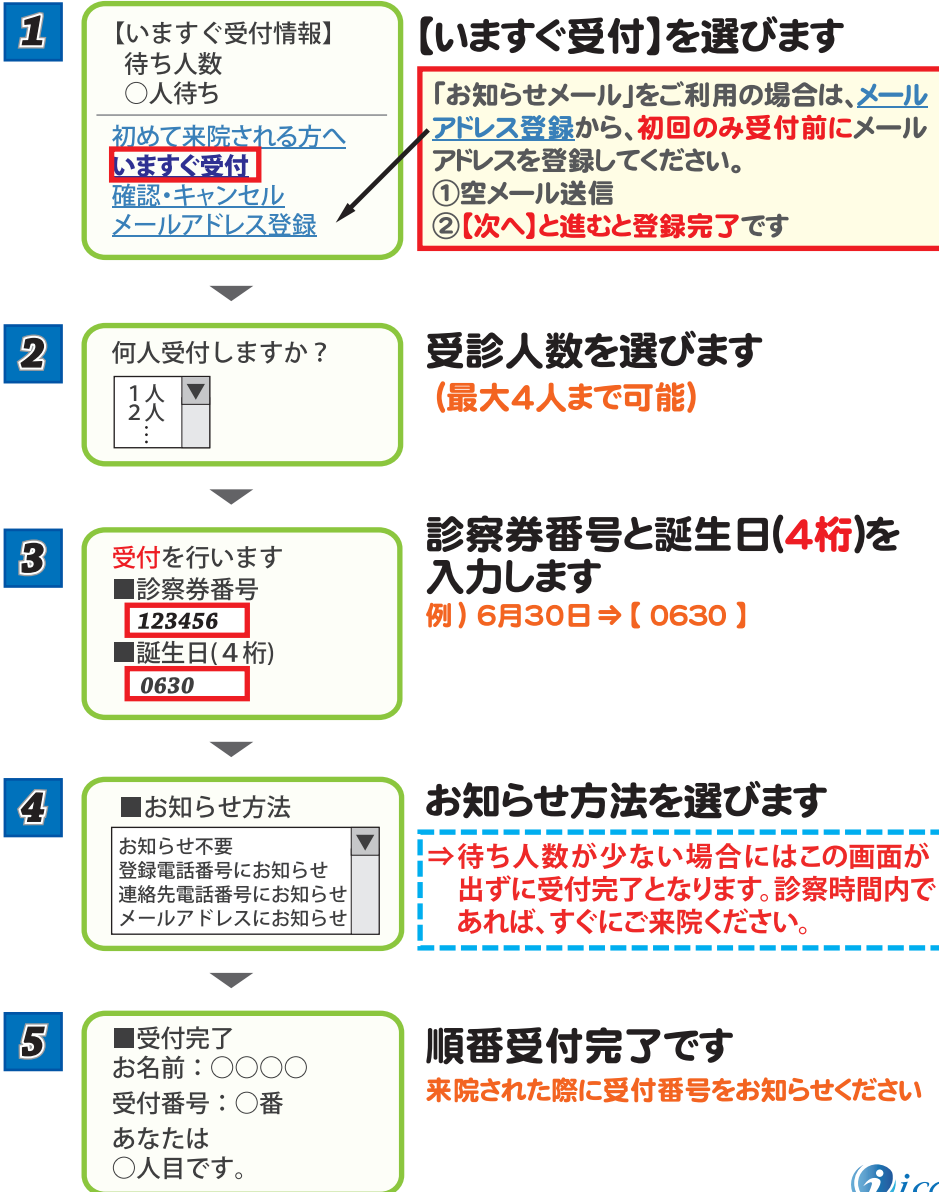 1
【いますぐ受付情報】
待ち人数
○人待ち
初めて来院される方へ
いますぐ受付
確認・キャンセル
メールアドレス登録
【いますぐ受付】を選びます
「お知らせメール」をご利用の場合は、メール
アドレス登録から、初回のみ受付前にメール
アドレスを登録してください。
①空メール送信
②【次へ】と進むと登録完了です
2
何人受付しますか？
1人
2人
⋮
受診人数を選びます
(最大4人まで可能)
3
受付を行います
■診察券番号
123456
■誕生日(４桁)
0630
診察券番号と誕生日(4桁)を
入力します
例) 6月30日⇒【 0630 】
4
■お知らせ方法
お知らせ不要
登録電話番号にお知らせ
連絡先電話番号にお知らせ
メールアドレスにお知らせ
お知らせ方法を選びます
⇒待ち人数が少ない場合にはこの画面が
出ずに受付完了となります。診察時間内で
あれば、すぐにご来院ください。
5
■受付完了
お名前：○○○○
受付番号：○番
あなたは
○人目です。
順番受付完了です
来院された際に受付番号をお知らせください